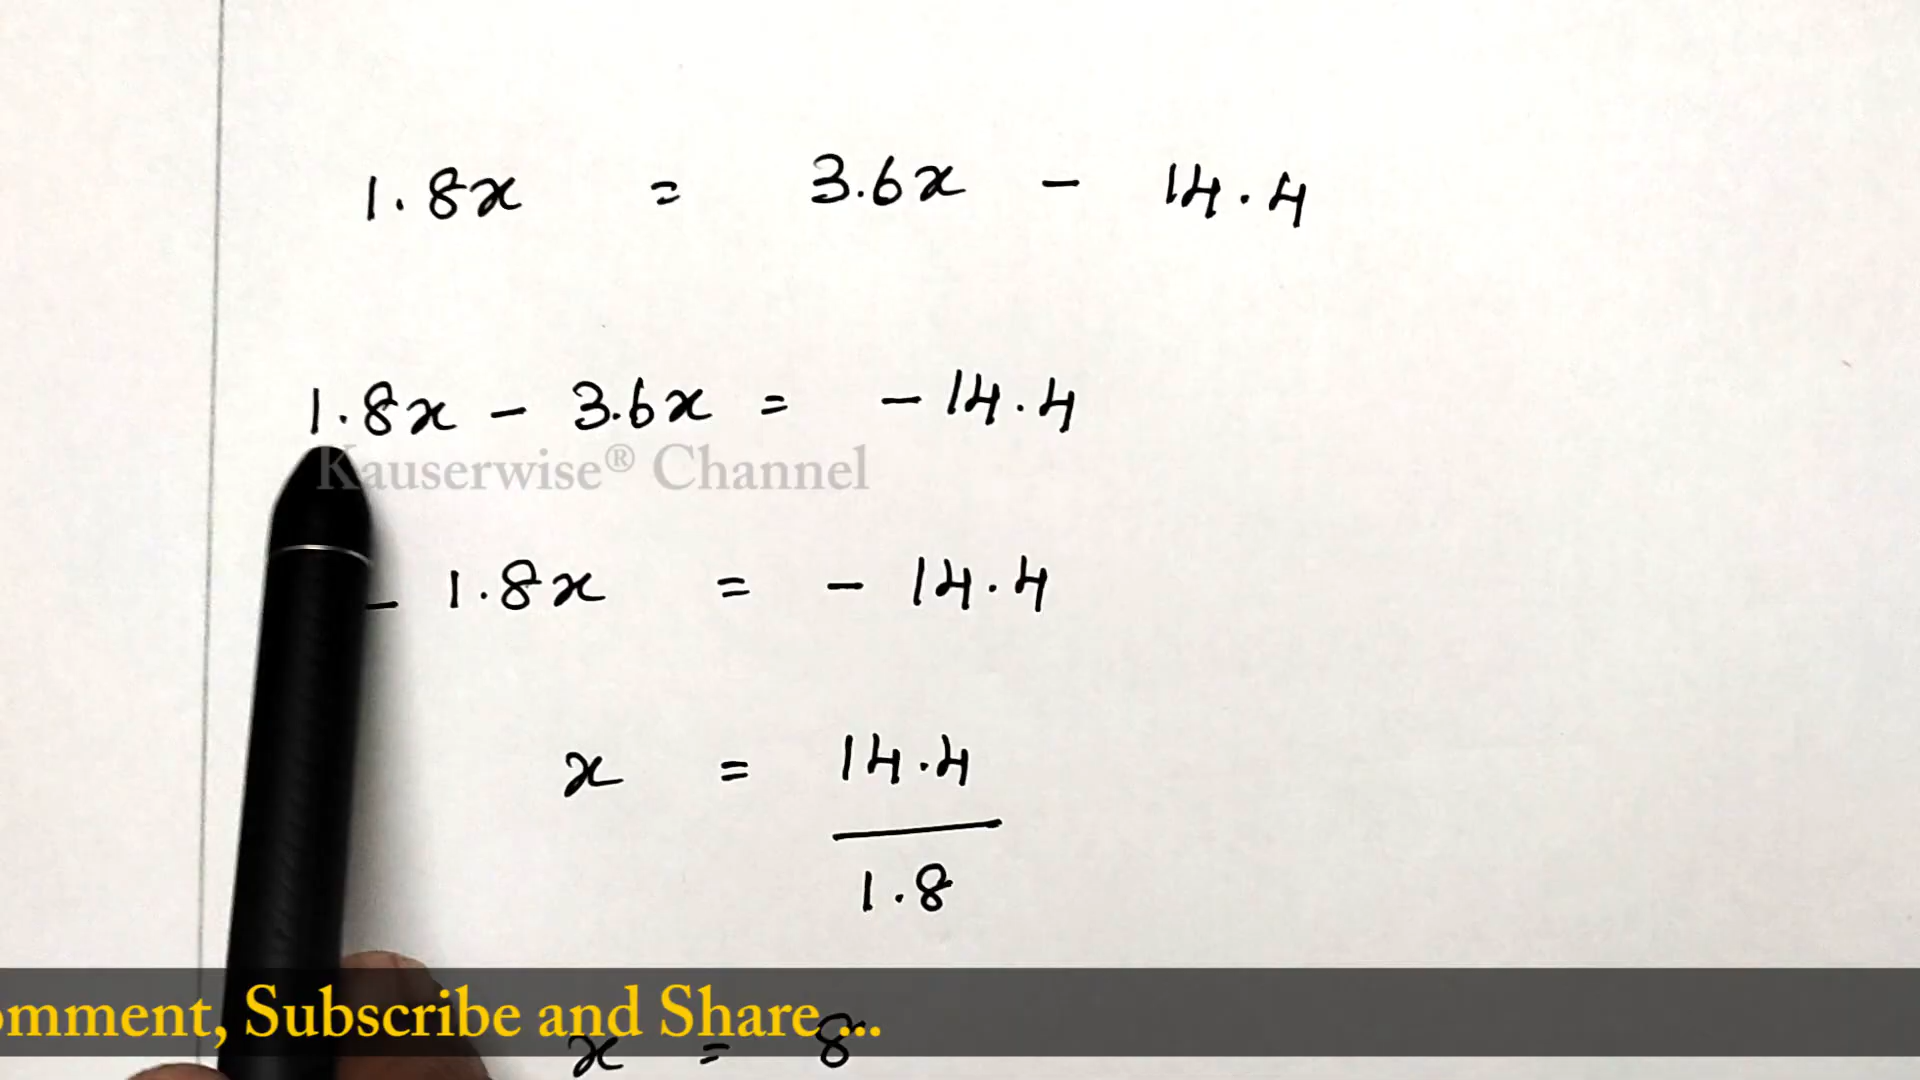 1.8x = 3.6x - 14.4
1.8x - 3.6x = - 14.4
Kauserwise® Channel
- 1.8x = - 14.4
x = 14.4
1.8
omment, Subscribe and Share ...
x = 8